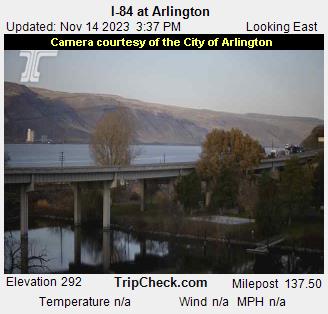 I-84 at Arlington
Updated: Nov 14 2023 3:37 PM Looking East
Camera courtesy of the City of Arlington
Elevation 292 TripCheck.com Milepost 137.50
Temperature n/a Wind n/a MPH n/a